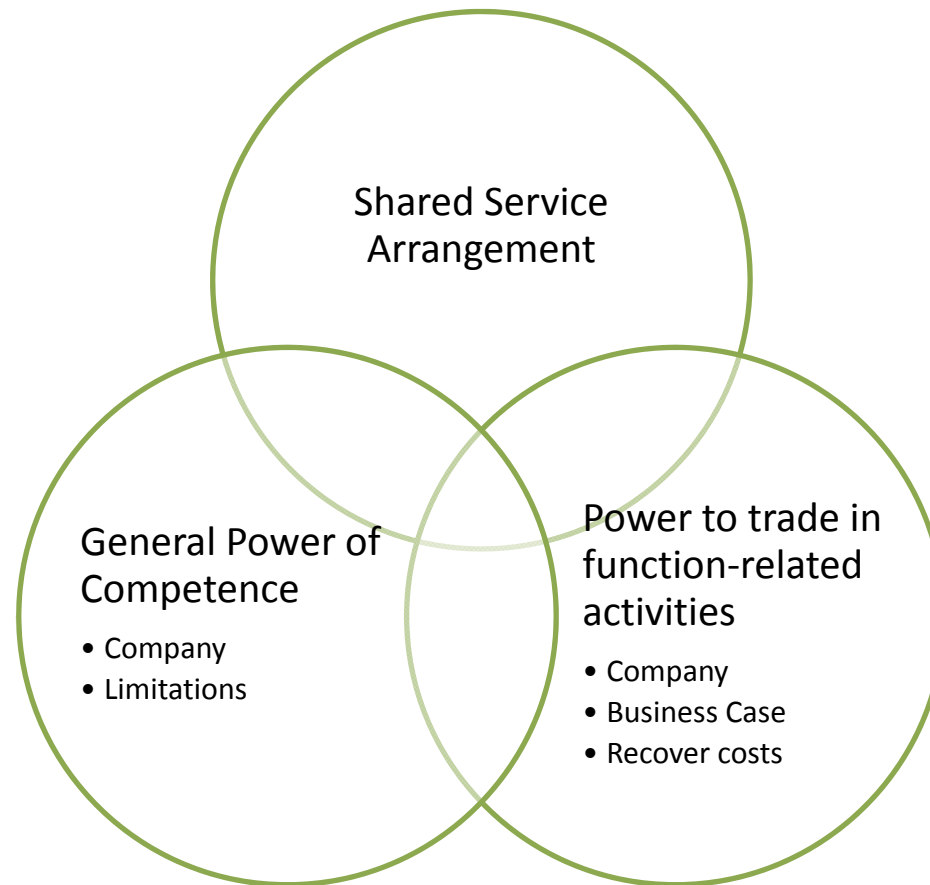 Shared Service
Arrangement
General Power of
Competence
• Company
• Limitations
Power to trade in
function-related
activities
• Company
• Business Case
• Recover costs